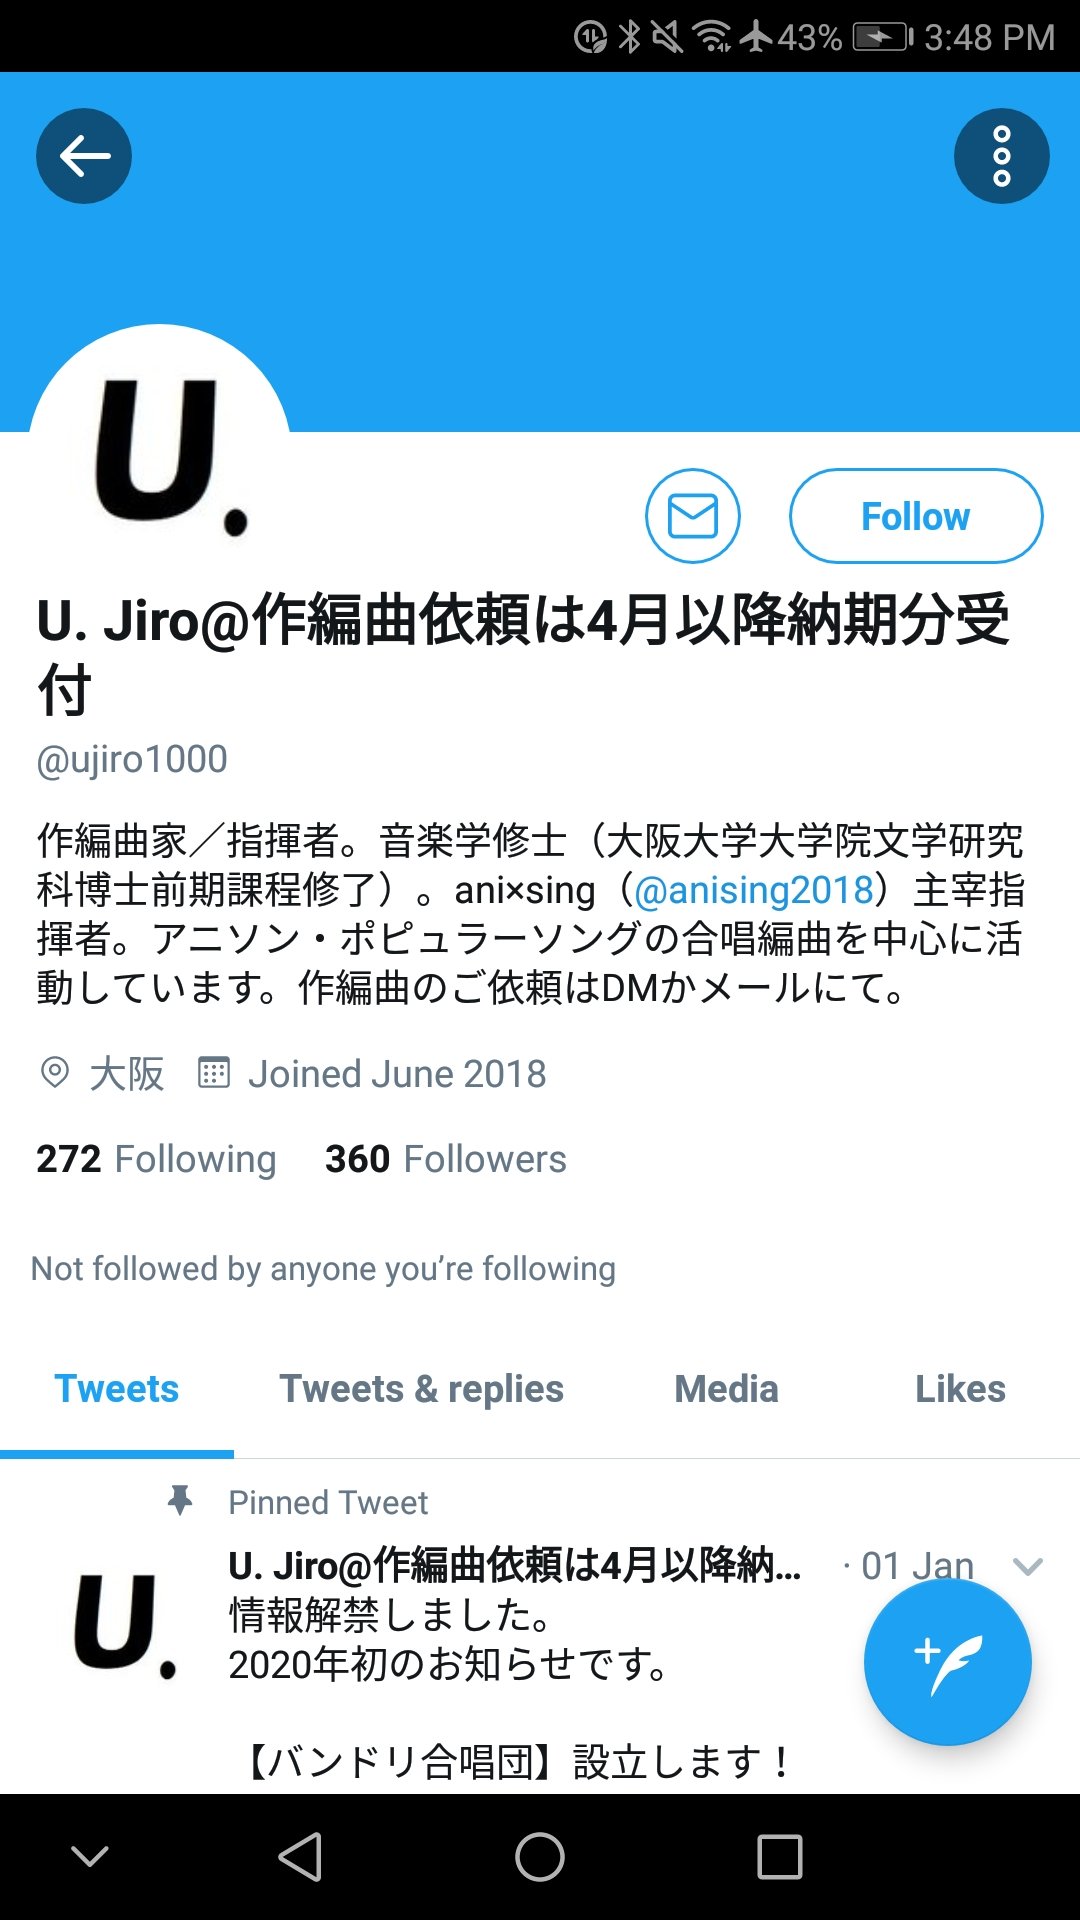 43% 3:48 PM
U.
Follow
U. Jiro@作編曲依頼は4月以降納期分受
付
@ujiro1000
作編曲家／指揮者。音楽学修士（大阪大学大学院文学研究
科博士前期課程修了）。ani×sing（@anising2018）主宰指
揮者。アニソン・ポピュラーソングの合唱編曲を中心に活
動しています。作編曲のご依頼はDMかメールにて。
大阪 Joined June 2018
272 Following 360 Followers
Not followed by anyone you’re following
Tweets Tweets & replies Media Likes
Pinned Tweet
U. Jiro@作編曲依頼は4月以降納... · 01 Jan
U.
情報解禁しました。
2020年初のお知らせです。
【バンドリ合唱団】設立します！